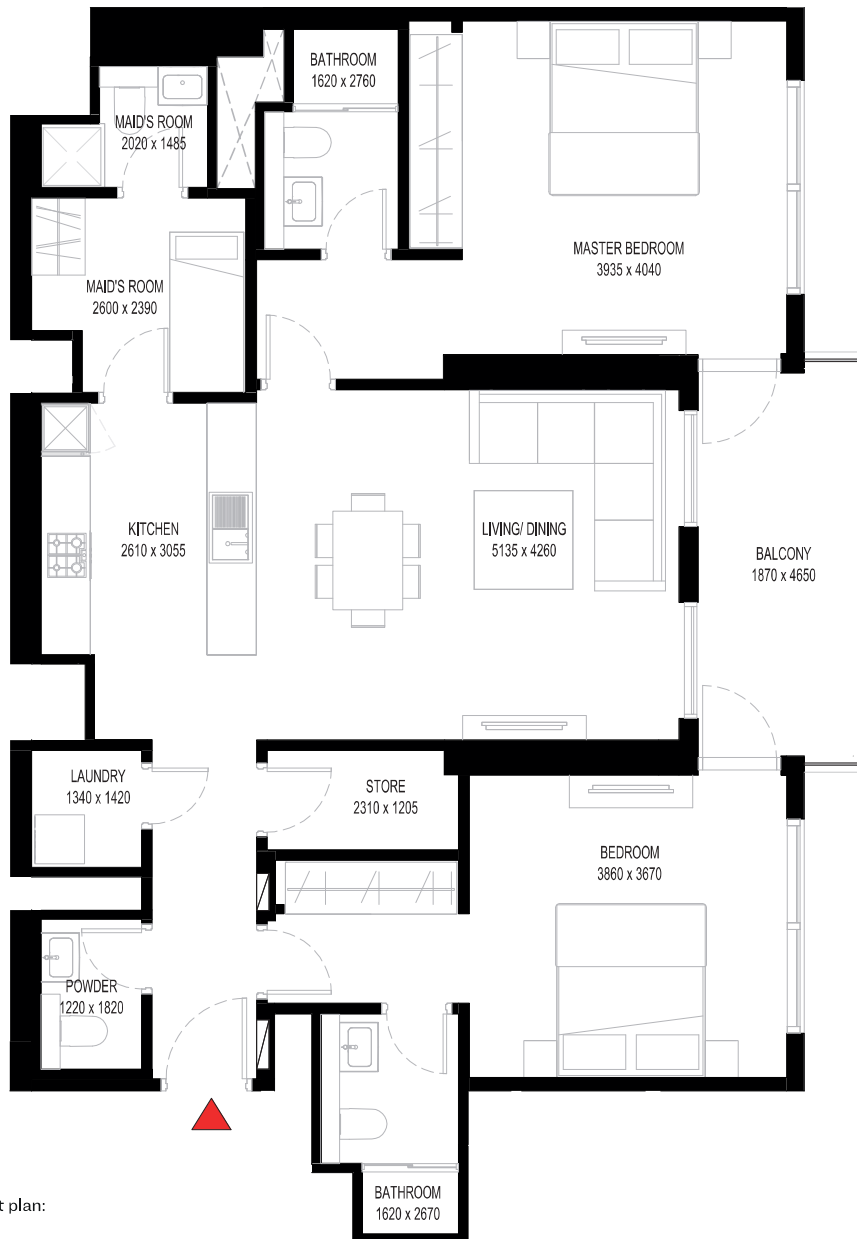 BATHROOM
1620 x 2760
MAID'S ROOM
2020 x 1485
MASTER BEDROOM
3935 x 4040
MAID'S ROOM
2600 x 2390
KITCHEN
2610 x 3055
LIVING/ DINING
5135 x 4260
BALCONY
1870 x 4650
LAUNDRY
1340 x 1420
STORE
2310 x 1205
BEDROOM
3860 x 3670
POWDER
1220 x 1820
BATHROOM
1620 x 2670
t plan: